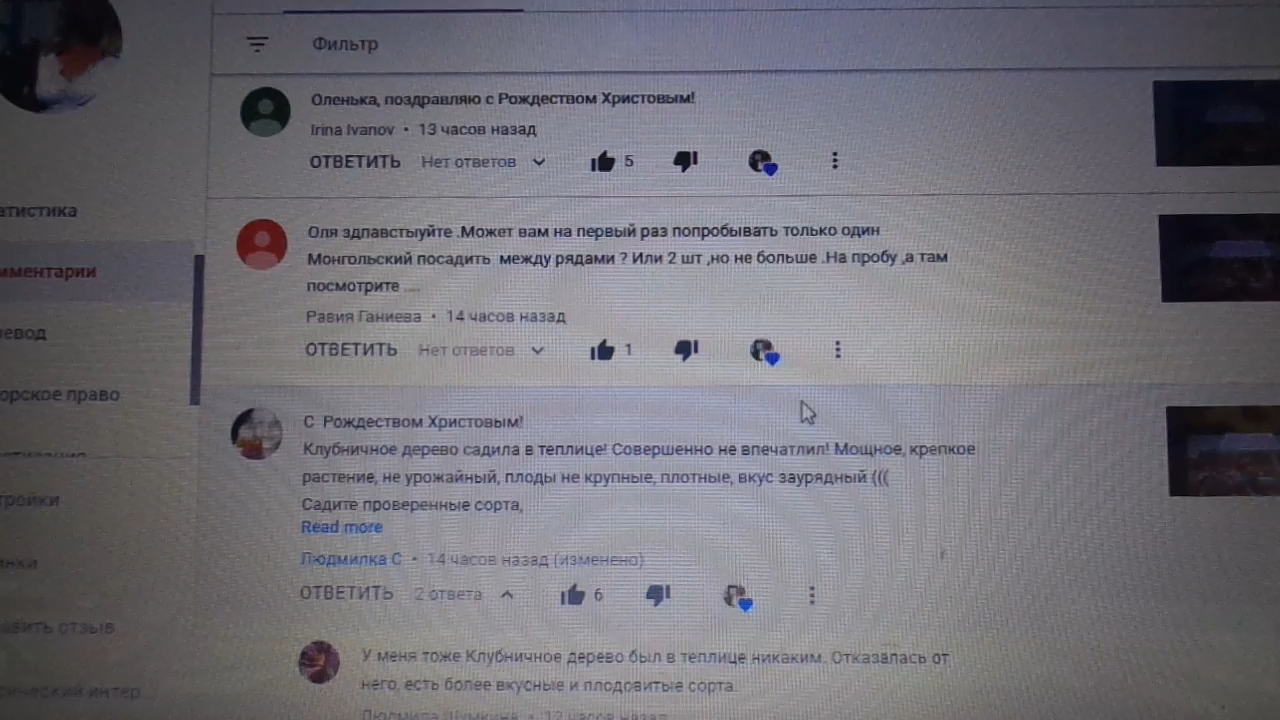 Фильтр
Оленька, поздравляю с Рождеством Христовым!
Irina Ivanov • 13 часов назад
ОТВЕТИТЬ Нет ответов 5
атистика
Оля здпавстыуйте .Может вам на первый раз попробывать только один
Монгольский посадить между рядами ? Или 2 шт ,но не больше .На пробу ,а там
посмотрите ....
мментарии
Равия Ганиева • 14 часов назад
ревод
ОТВЕТИТЬ Нет ответов 1
орское право
С Рождеством Христовым!
Клубничное дерево садила в теплице! Совершенно не впечатлил! Мощное, крепкое
растение, не урожайный, плоды не крупные, плотные, вкус заурядный (((
Садите проверенные сорта,
Read more
тройки
Людмилка С • 14 часов назад (изменено)
ОТВЕТИТЬ 2 ответа 6
авить отзыв
У меня тоже Клубничное дерево был в теплице никаким. Отказалась от
него, есть более вкусные и плодовитые сорта.
ический интер